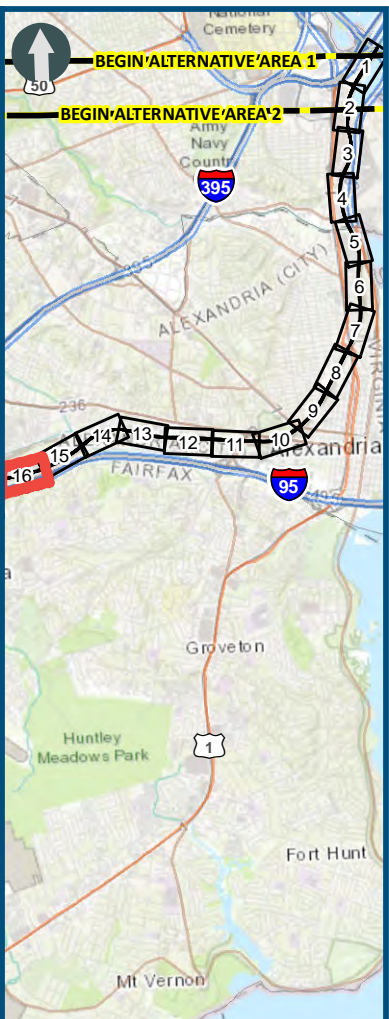 National
Cemetery
BEGIN ALTERNATIVE AREA 1
50
1
BEGIN ALTERNATIVE AREA 2
2
Army
Navy
Country
3
395
4
5
395
ALEXANDRIA (CITY)
6
VIRGINIA
7
8
236
9
14
13
12
11
10
Alexandria
15
16
FAIRFAX
95
495
Groveton
Huntley
Meadows Park
1
Fort Hunt
Mt Vernon